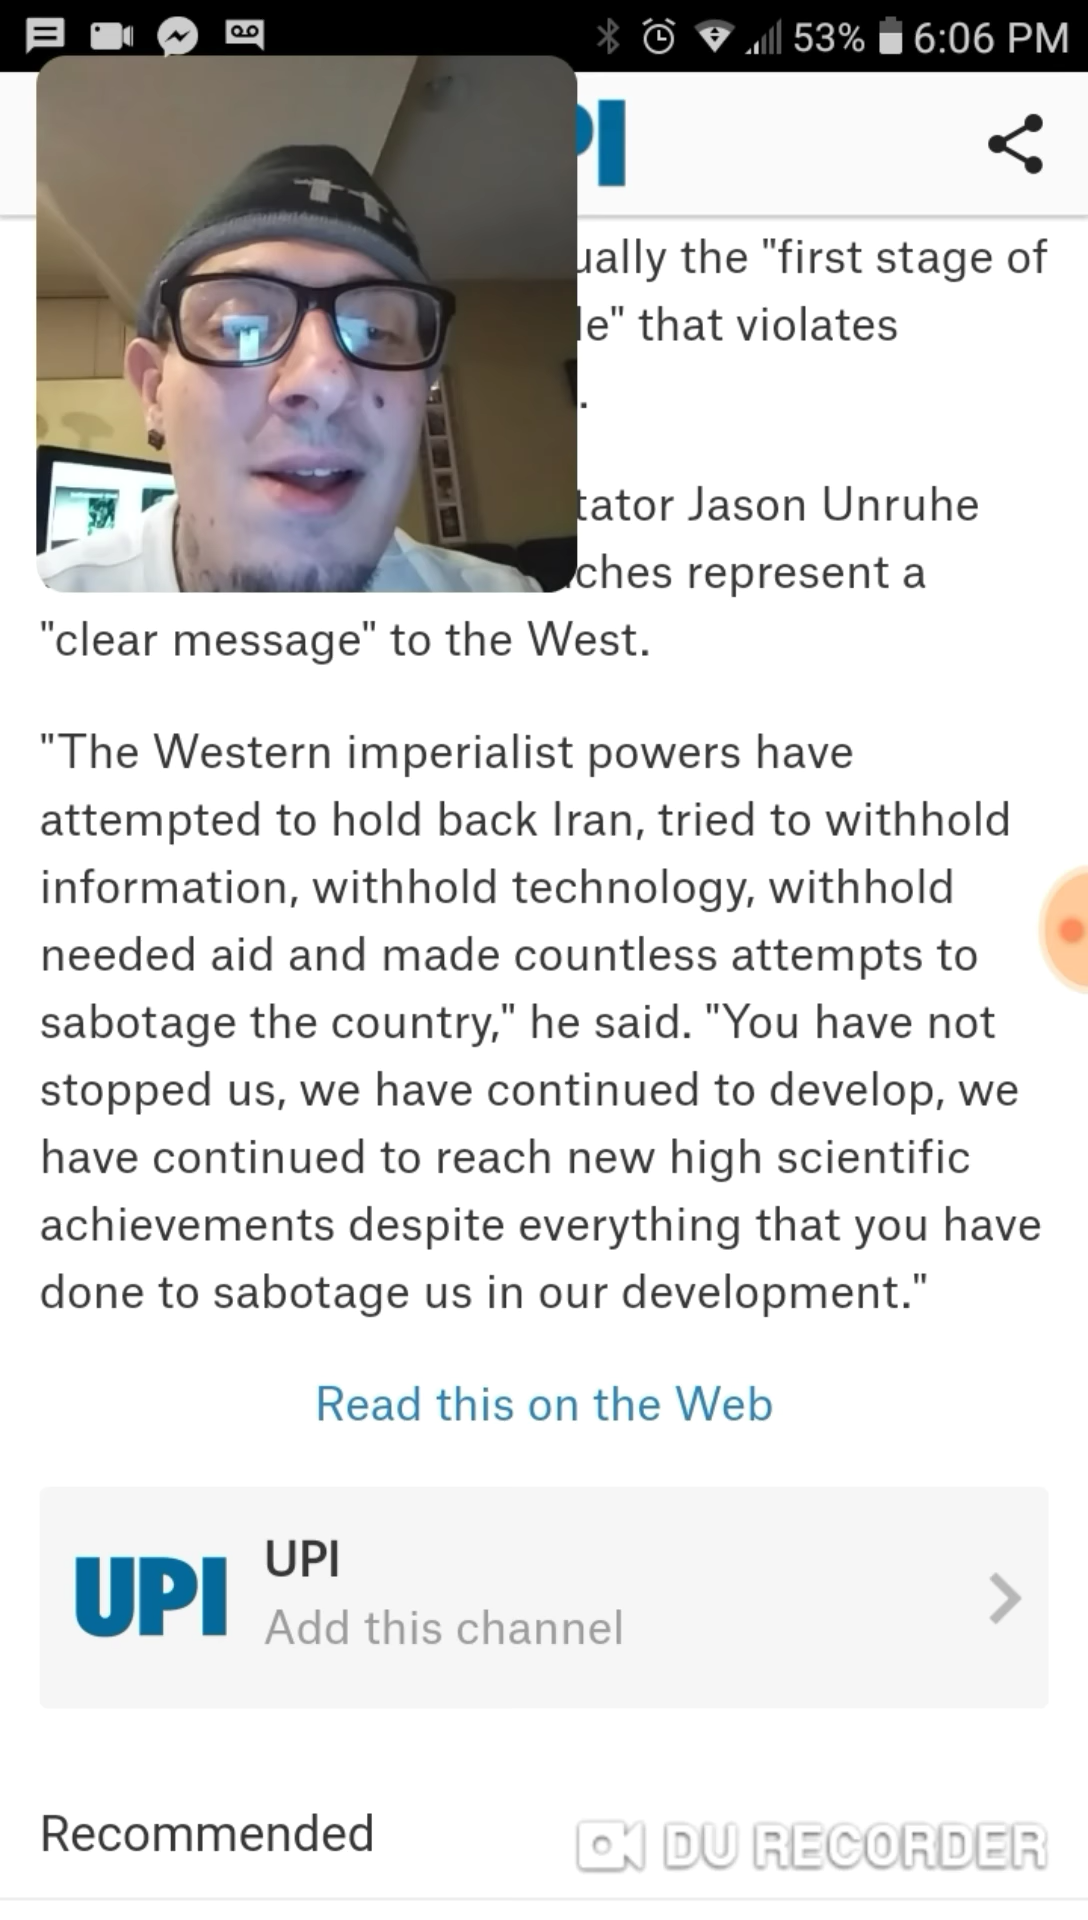 53% 6:06 PM
PI
ually the "first stage of
le" that violates
.
tator Jason Unruhe
ches represent a
"clear message" to the West.
"The Western imperialist powers have
attempted to hold back Iran, tried to withhold
information, withhold technology, withhold
needed aid and made countless attempts to
sabotage the country," he said. "You have not
stopped us, we have continued to develop, we
have continued to reach new high scientific
achievements despite everything that you have
done to sabotage us in our development."
Read this on the Web
UPI
UPI
Add this channel
Recommended
DU RECORDER